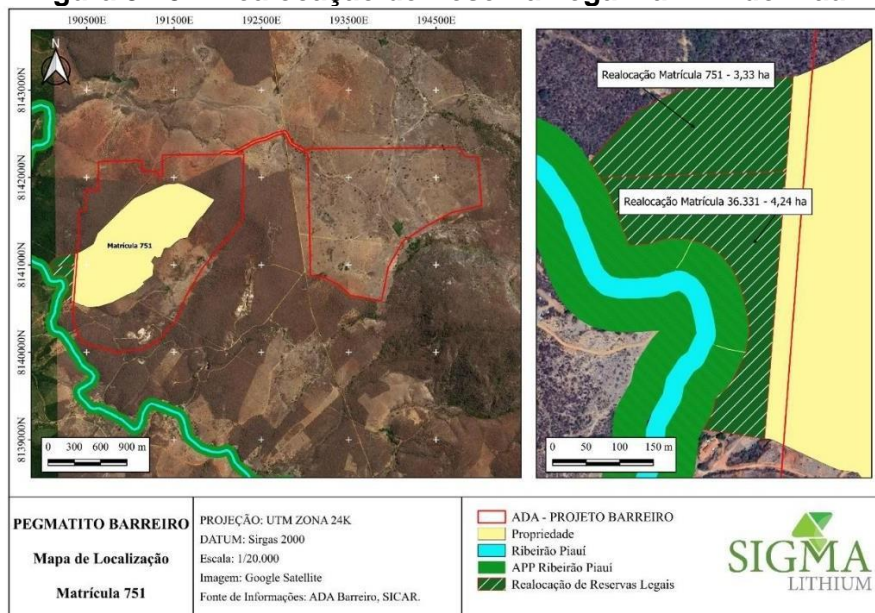 190500E 191500E 192500E 193500E 194500E
N
8143000N
8142000N
8141000N
8140000N
8139000N
Matrícula 751
0 300 600 900 m
Realocação Matrícula 751 - 3,33 ha
Realocação Matrícula 36.331 - 4,24 ha
0 50 100 150 m
PEGMATITO BARREIRO
Mapa de Localização
Matrícula 751
PROJEÇÃO: UTM ZONA 24K
DATUM: Sirgas 2000
Escala: 1/20.000
Imagem: Google Satellite
Fonte de Informações: ADA Barreiro, SICAR.
ADA - PROJETO BARREIRO
Propriedade
Ribeirão Piauí
APP Ribeirão Piauí
Realocação de Reservas Legais
SIGMA
LITHIUM